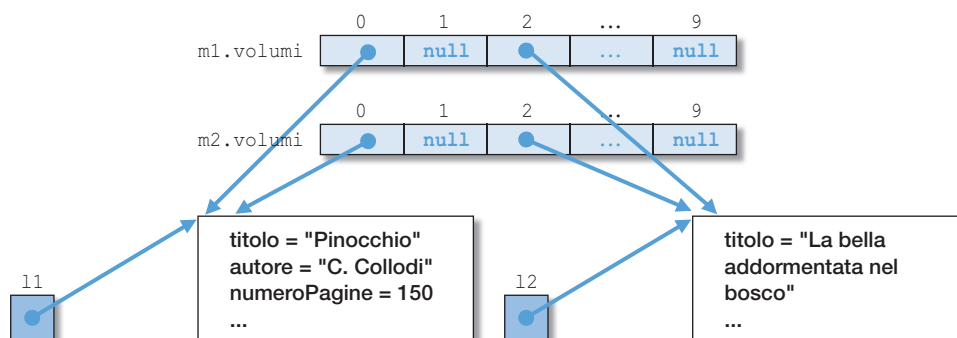 0 1 2 ... 9
m1.volumi null ... null
0 1 2 ... 9
m2.volumi null ... null
titolo = "Pinocchio"
autore = "C. Collodi"
numeroPagine = 150
...
l1
titolo = "La bella
addormentata nel
bosco"
...
l2